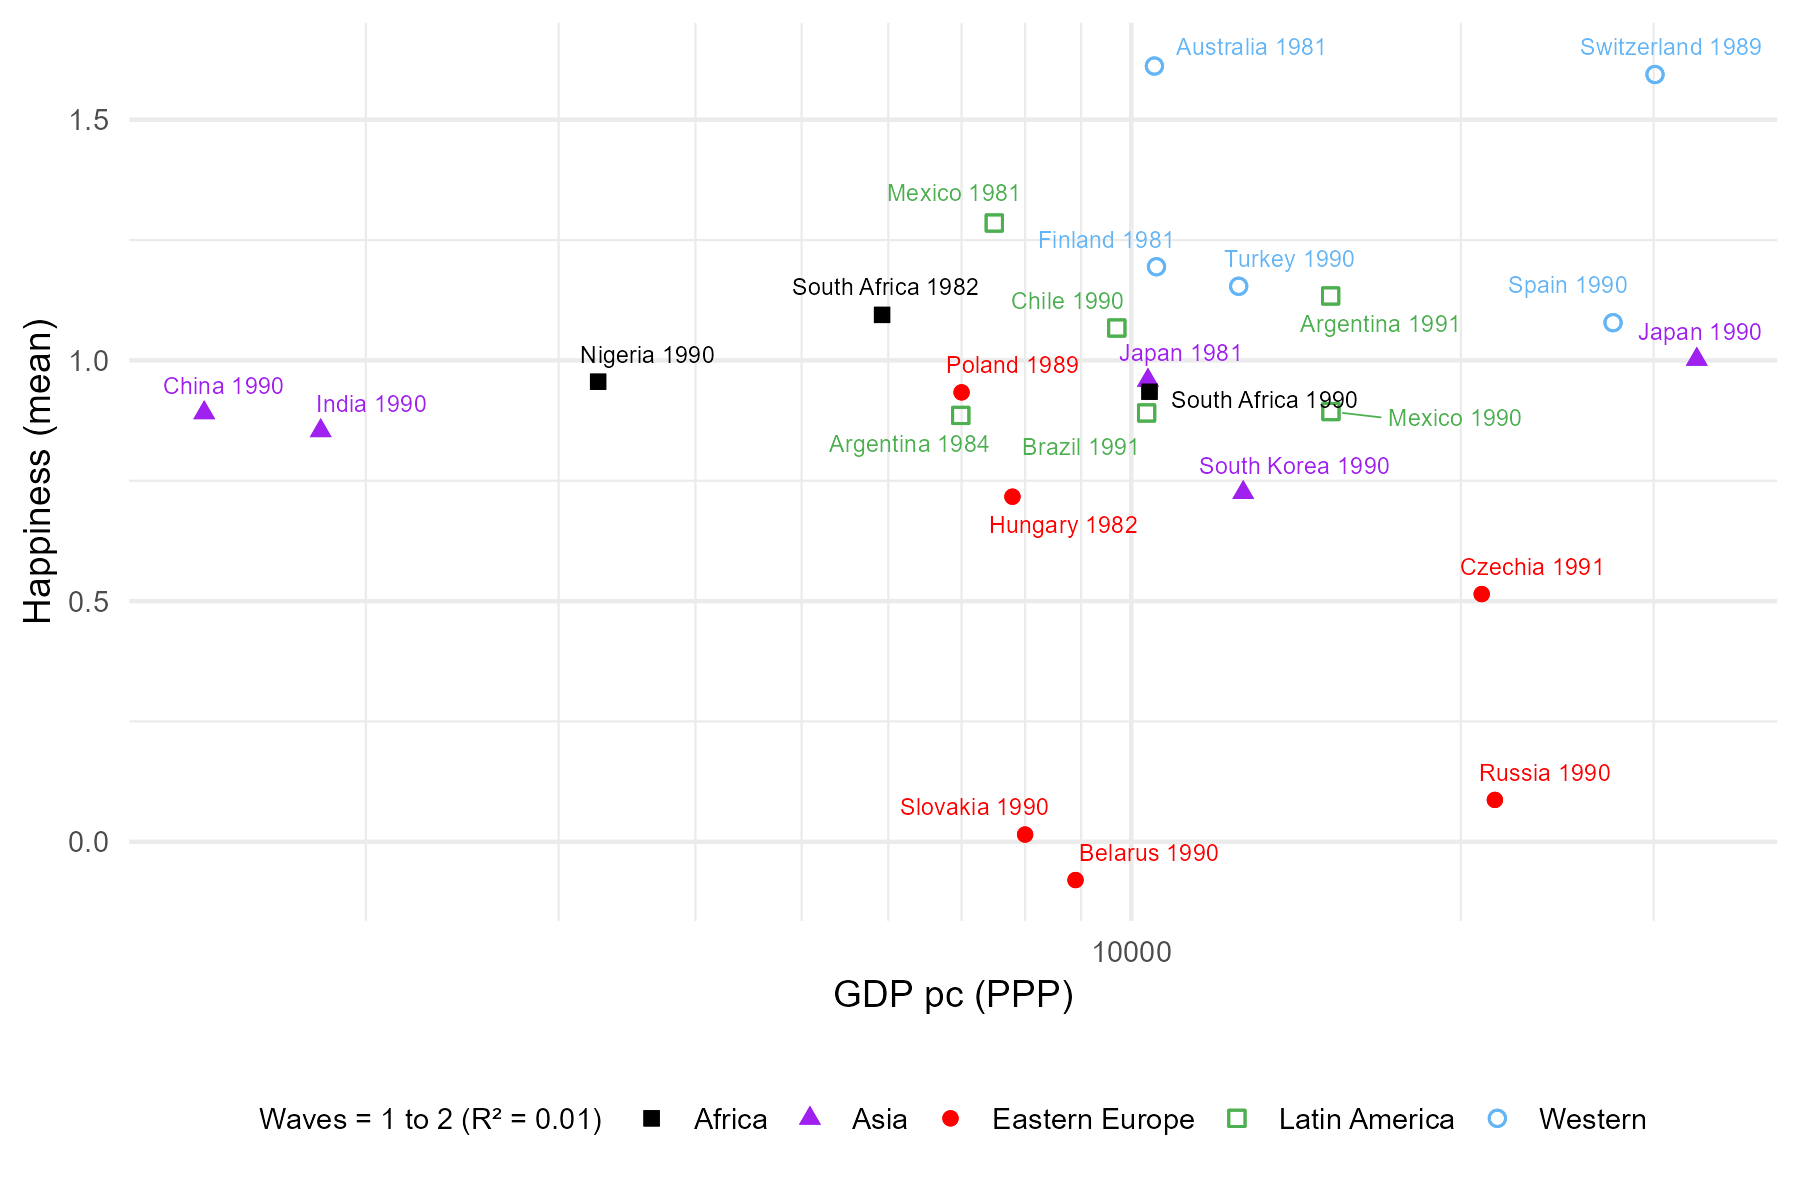 Australia 1981
Switzerland 1989
1.5
Mexico 1981
Finland 1981
Turkey 1990
South Africa 1982
Spain 1990
Chile 1990
Argentina 1991
Japan 1990
Nigeria 1990
Japan 1981
1.0
Poland 1989
China 1990
South Africa 1990
India 1990
Mexico 1990
Argentina 1984
Brazil 1991
South Korea 1990
Hungary 1982
Happiness (mean)
Czechia 1991
0.5
Russia 1990
Slovakia 1990
0.0
Belarus 1990
10000
GDP pc (PPP)
Waves = 1 to 2 (R² = 0.01) Africa Asia Eastern Europe Latin America Western